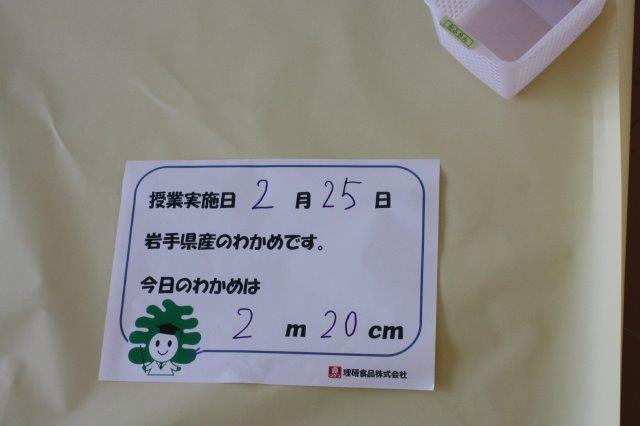 授業実施日 2 月 25 日
岩手県産のわかめです。
今日のわかめは
2 m 20 cm
理研食品株式会社